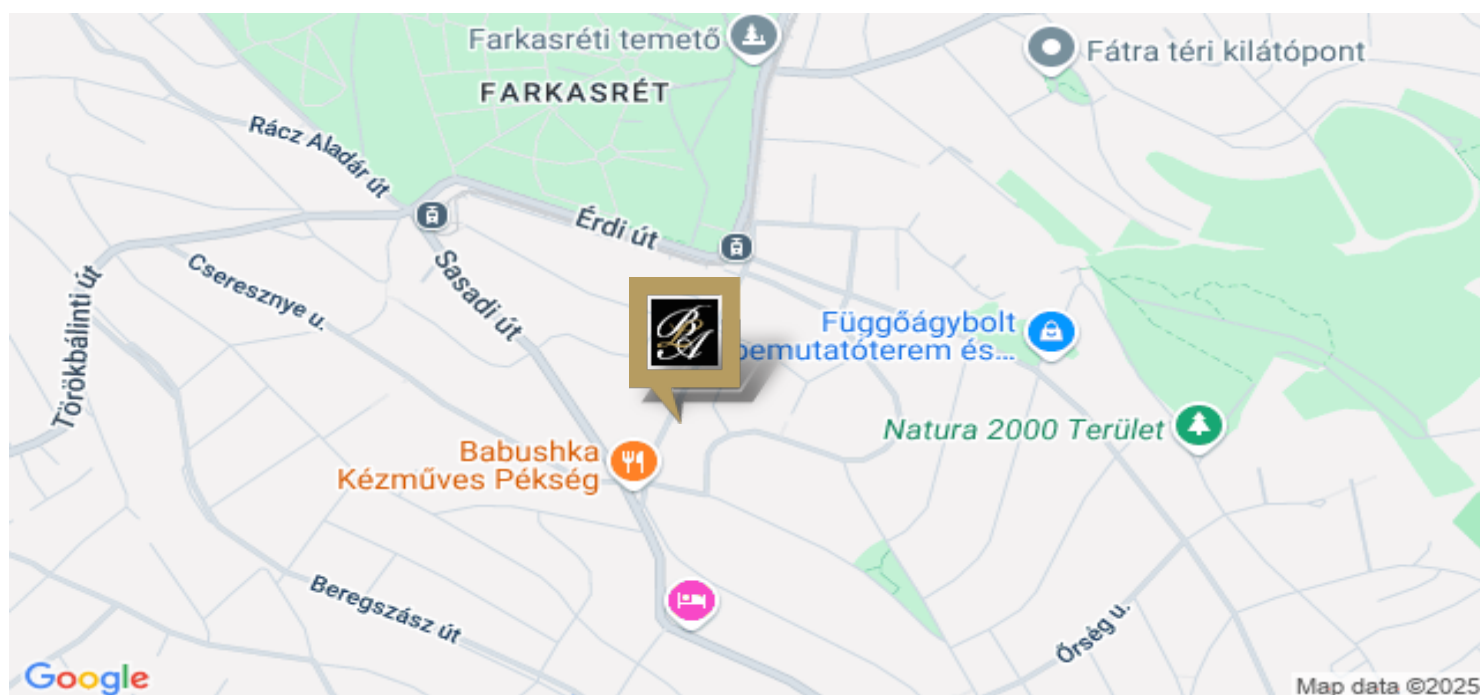 Farkasréti temető
Fátra téri kilátópont
FARKASRÉT
Rácz Aladár út
Érdi út
Cseresznye u.
Sasadi út
Törökbálinti út
BLA
Függőágybolt
bemutatóterem és...
Natura 2000 Terület
Babushka
Kézműves Pékség
Beregszász út
Őrség u.
Google
Map data ©2025